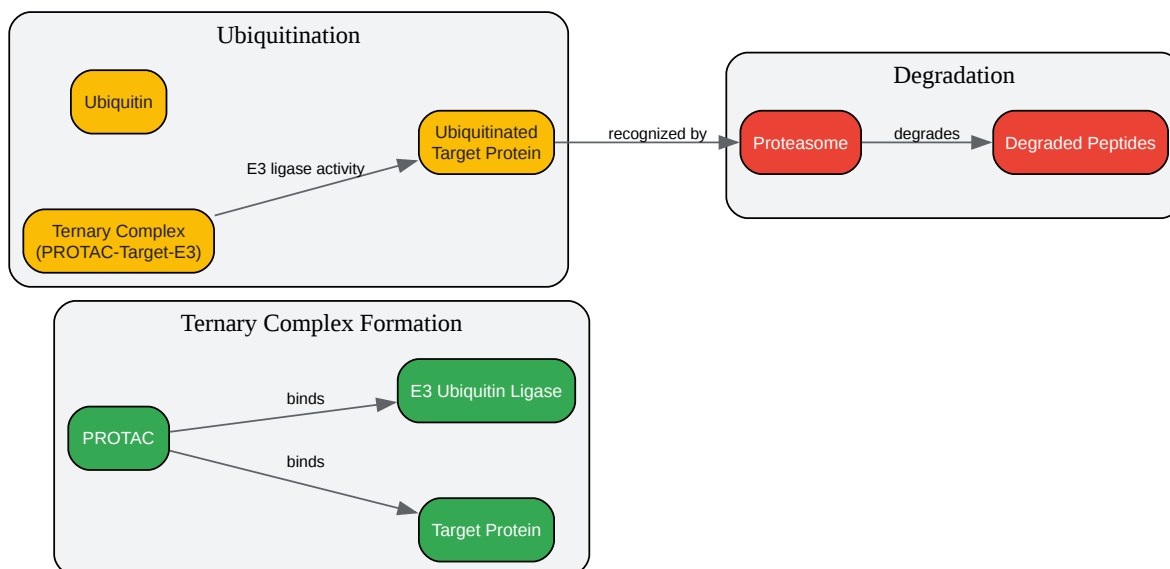 Ubiquitination
Ubiquitin
Ubiquitinated
Target Protein
E3 ligase activity
Ternary Complex
(PROTAC-Target-E3)
recognized by
Degradation
Proteasome
degrades
Degraded Peptides
Ternary Complex Formation
PROTAC
binds
E3 Ubiquitin Ligase
binds
Target Protein